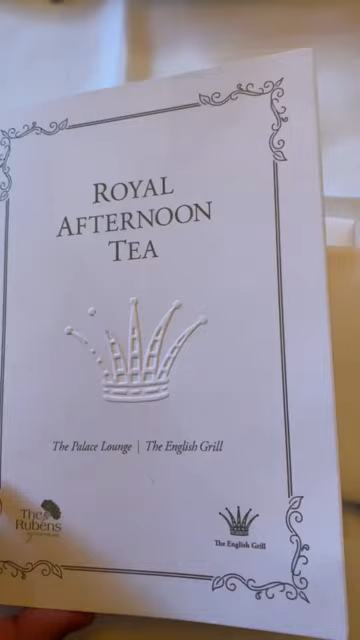 ROYAL
AFTERNOON
TEA
The Palace Lounge | The English Grill
The
Rubens
The English Grill